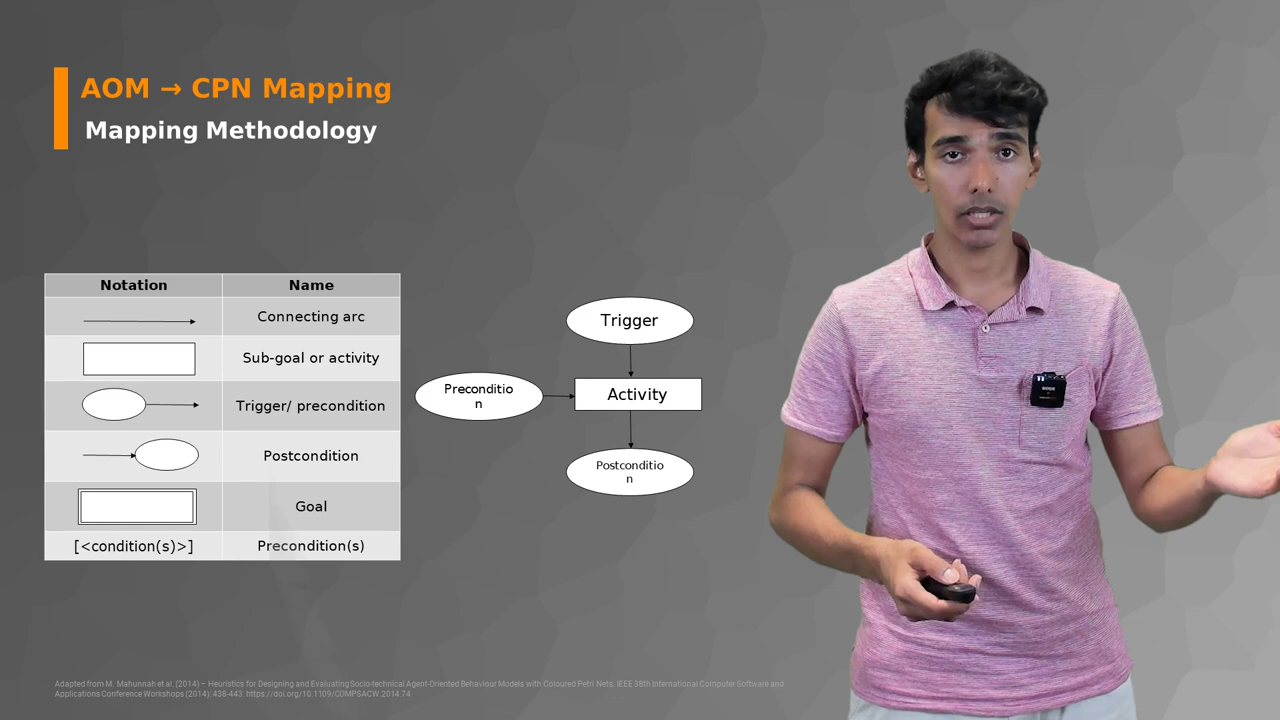 AOM → CPN Mapping
Mapping Methodology
Notation Name
Connecting arc
Sub-goal or activity
Trigger/ precondition
Postcondition
Goal
[<condition(s)>] Precondition(s)
Trigger
Preconditio
n
Activity
Postconditio
n
Adapted from M. Mahunnah et al. (2014) – Heuristics for Designing and Evaluating Socio-technical Agent-Oriented Behaviour Models with Coloured Petri Nets. IEEE 38th International Computer Software and
Applications Conference Workshops (2014): 438-443. https://doi.org/10.1109/COMPSACW.2014.74